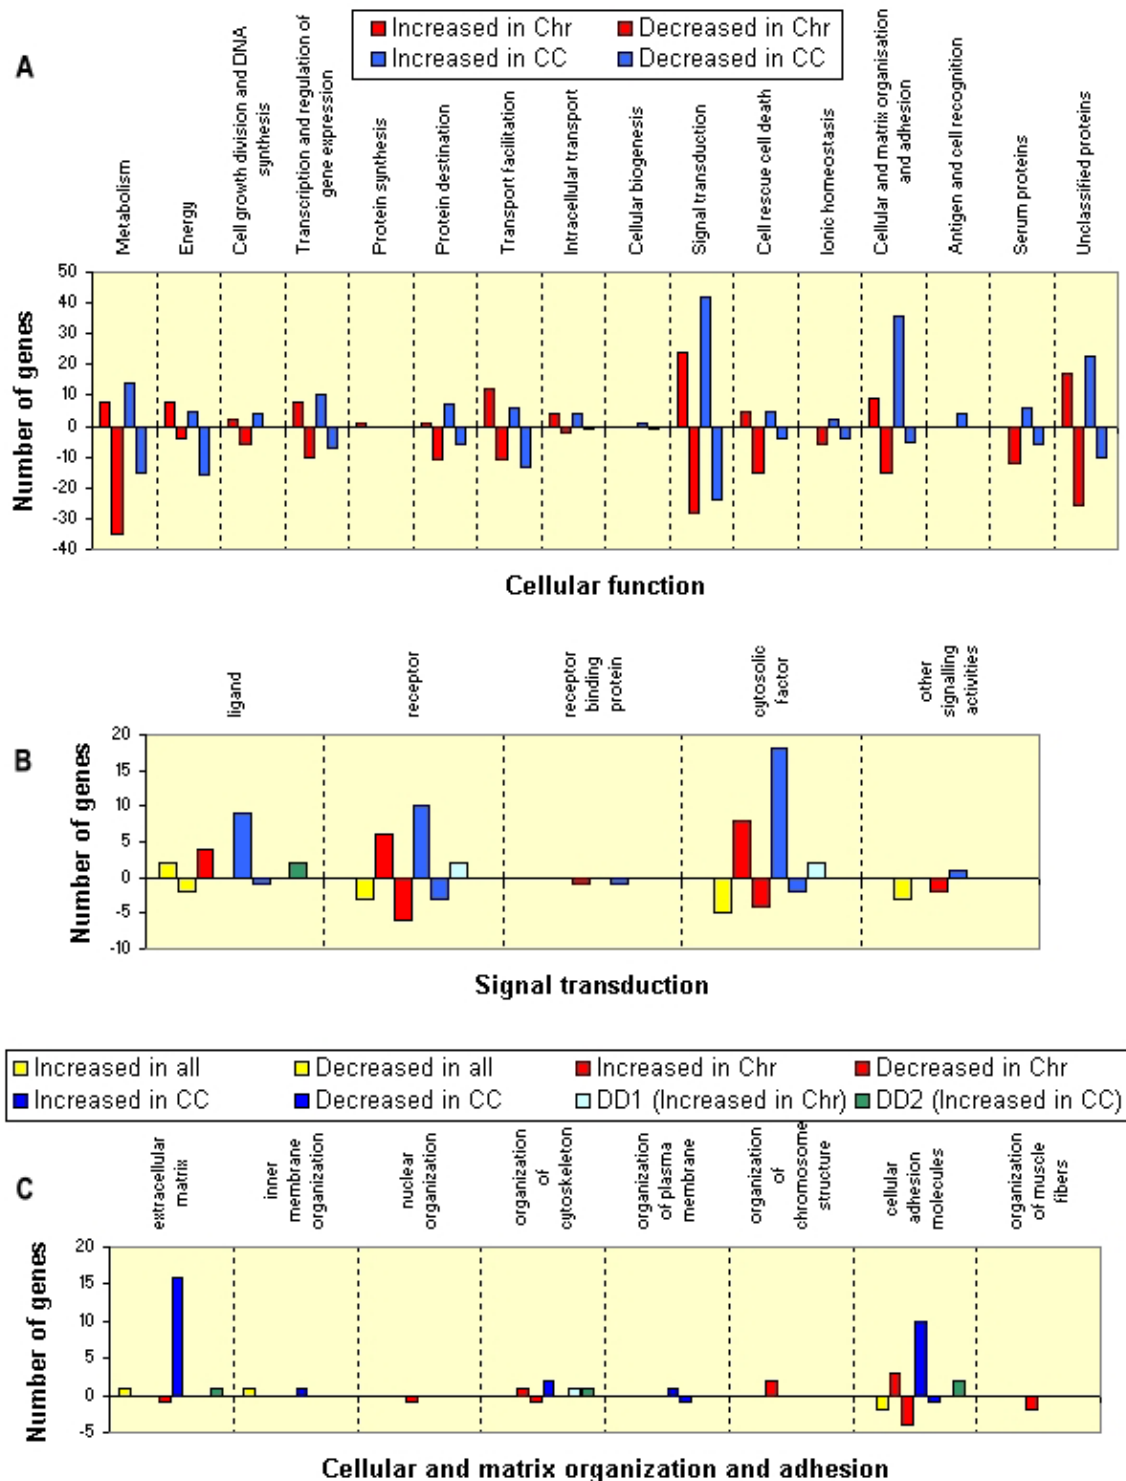 A
Increased in Chr
Decreased in Chr
Increased in CC
Decreased in CC
Metabolism
Energy
Cell growth division and DNA
synthesis
Transcription and regulation of
gene expression
Protein synthesis
Protein destination
Transport facilitation
Intracellular transport
Cellular biogenesis
Signal transduction
Cell rescue cell death
Ionic homeostasis
Cellular and matrix organisation
and adhesion
Antigen and cell recognition
Serum proteins
Unclassified proteins
Number of genes
50
40
30
20
10
0
-10
-20
-30
-40
Cellular function
B
ligand
receptor
receptor
binding
protein
cytosolic
factor
other
signalling
activities
Number of genes
20
15
10
5
0
-5
-10
Signal transduction
Increased in all
Decreased in all
Increased in Chr
Decreased in Chr
Increased in CC
Decreased in CC
DD1 (Increased in Chr)
DD2 (Increased in CC)
C
extracellular
matrix
inner
membrane
organization
nuclear
organization
organization
of
cytoskeleton
organization
of plasma
membrane
organization
of
chromosome
structure
cellular
adhesion
molecules
organization
of muscle
fibers
Number of genes
20
15
10
5
0
-5
Cellular and matrix organization and adhesion